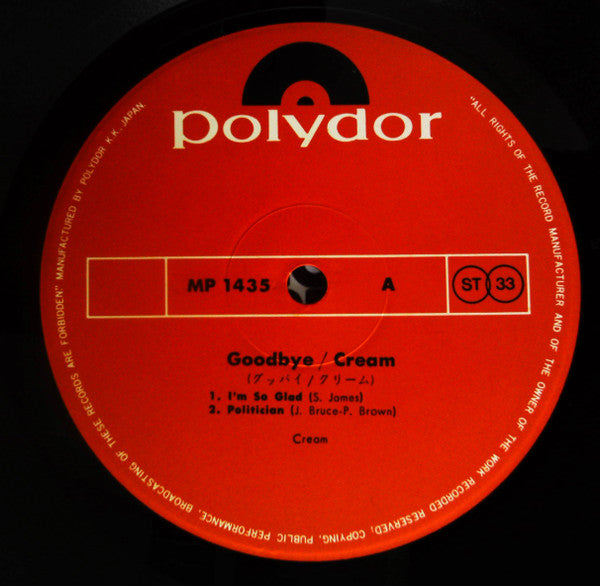 polydor
MP 1435 A ST 33
Goodbye / Cream
(グッバイ/クリーム)
1. I'm So Glad (S. James)
2. Politician (J. Bruce-P. Brown)
Cream
"ALL RIGHTS OF THE RECORD MANUFACTURER AND OF THE OWNER OF THE WORK RECORDED RESERVED, COPYING, PUBLIC PERFORMANCE, BROADCASTING OF THESE RECORDS ARE FORBIDDEN" MANUFACTURED BY POLYDOR K.K. JAPAN.